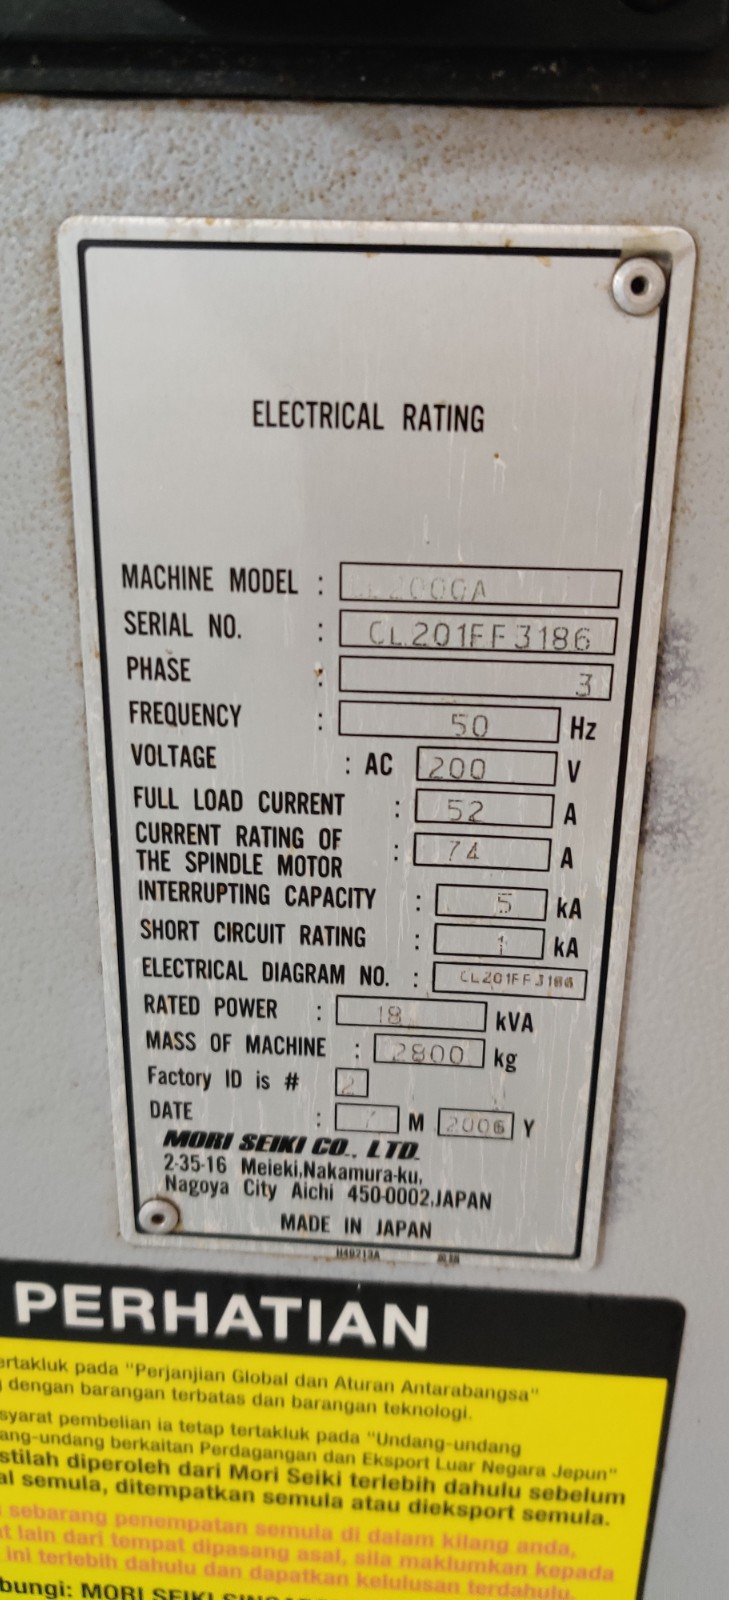 ELECTRICAL RATING
MACHINE MODEL :
SERIAL NO. : CL201FF3186
PHASE : 3
FREQUENCY : 50 Hz
VOLTAGE : AC 200 V
FULL LOAD CURRENT : 52 A
CURRENT RATING OF
THE SPINDLE MOTOR : 74 A
INTERRUPTING CAPACITY : 5 kA
SHORT CIRCUIT RATING : 1 kA
ELECTRICAL DIAGRAM NO. : CL201FF3186
RATED POWER : 18 kVA
MASS OF MACHINE : 2800 kg
Factory ID is # 2
DATE : 7 M 2006 Y
MORI SEIKI CO., LTD.
2-35-16 Meieki,Nakamura-ku,
Nagoya City Aichi 450-0002,JAPAN
MADE IN JAPAN
H49213A
PERHATIAN
pada "Perjanjian Global dan Aturan Antarabangsa"
dengan barangan terbatas dan barangan teknologi.
pembelian ia tetap tertakluk pada "Undang-undang
berkaitan Perdagangan dan Eksport Luar Negara Jepun"
diperoleh dari Mori Seiki terlebih dahulu sebelum
semula, ditempatkan semula atau dieksport semula.
sebarang penempatan semula di dalam kilang anda,
lain dari tempat dipasang asal, sila maklumkan kepada
ini terlebih dahulu dan dapatkan kelulusan terdahulu.
MORI SEIKI